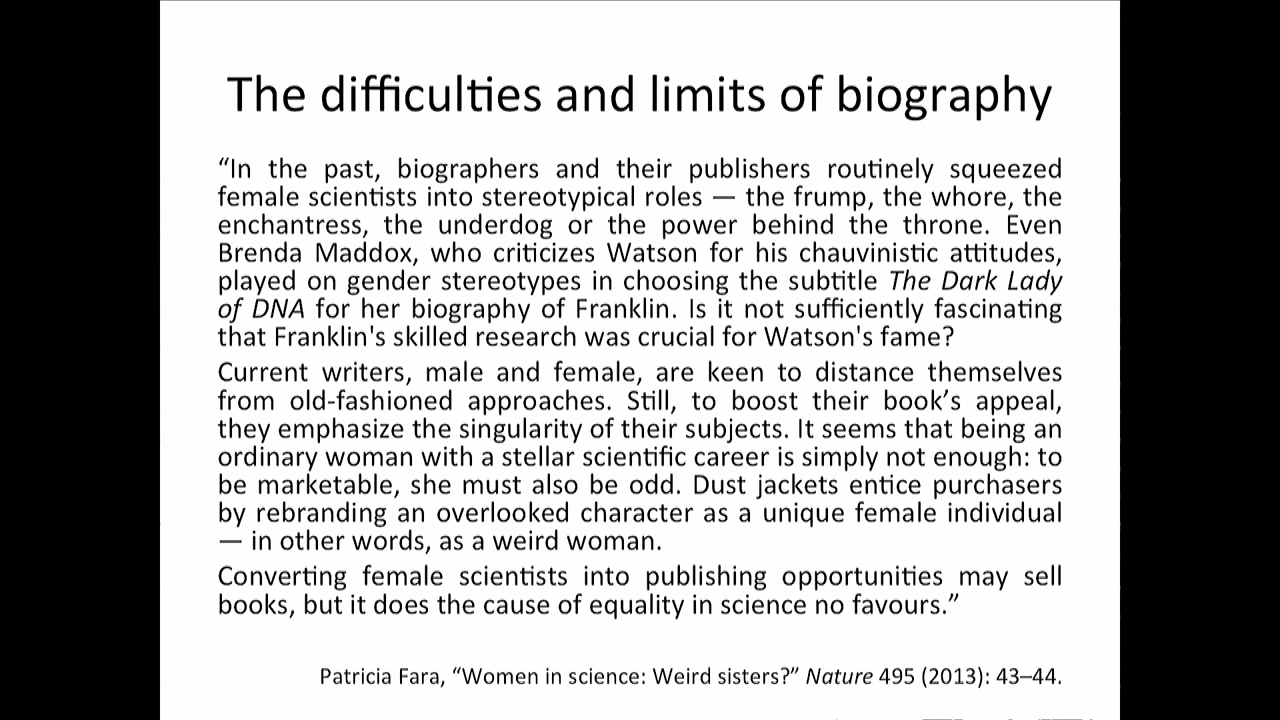 The difficulties and limits of biography
“In the past, biographers and their publishers routinely squeezed
female scientists into stereotypical roles — the frump, the whore, the
enchantress, the underdog or the power behind the throne. Even
Brenda Maddox, who criticizes Watson for his chauvinistic attitudes,
played on gender stereotypes in choosing the subtitle The Dark Lady
of DNA for her biography of Franklin. Is it not sufficiently fascinating
that Franklin's skilled research was crucial for Watson's fame?
Current writers, male and female, are keen to distance themselves
from old-fashioned approaches. Still, to boost their book’s appeal,
they emphasize the singularity of their subjects. It seems that being an
ordinary woman with a stellar scientific career is simply not enough: to
be marketable, she must also be odd. Dust jackets entice purchasers
by rebranding an overlooked character as a unique female individual
— in other words, as a weird woman.
Converting female scientists into publishing opportunities may sell
books, but it does the cause of equality in science no favours.”
Patricia Fara, “Women in science: Weird sisters?” Nature 495 (2013): 43–44.